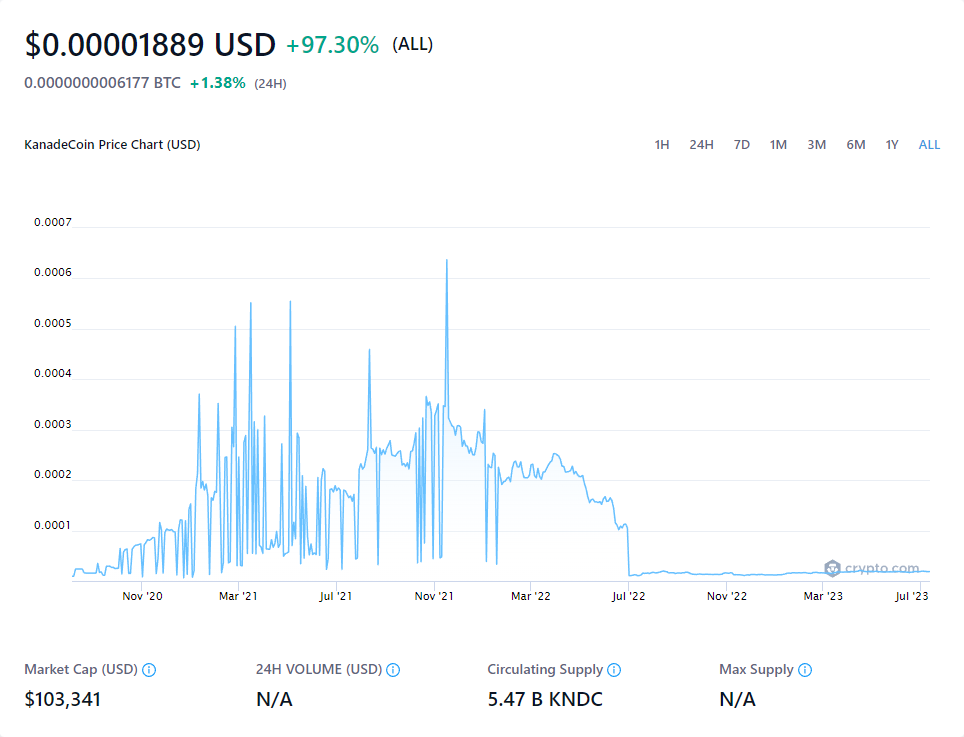 $0.00001889 USD +97.30% (ALL)
0.0000000006177 BTC +1.38% (24H)
KanadeCoin Price Chart (USD) 1H 24H 7D 1M 3M 6M 1Y ALL
0.0007
0.0006
0.0005
0.0004
0.0003
0.0002
0.0001
crypto.com
Nov '20 Mar '21 Jul '21 Nov '21 Mar '22 Jul '22 Nov '22 Mar '23 Jul '23
Market Cap (USD) 24H VOLUME (USD) Circulating Supply Max Supply
$103,341 N/A 5.47 B KNDC N/A